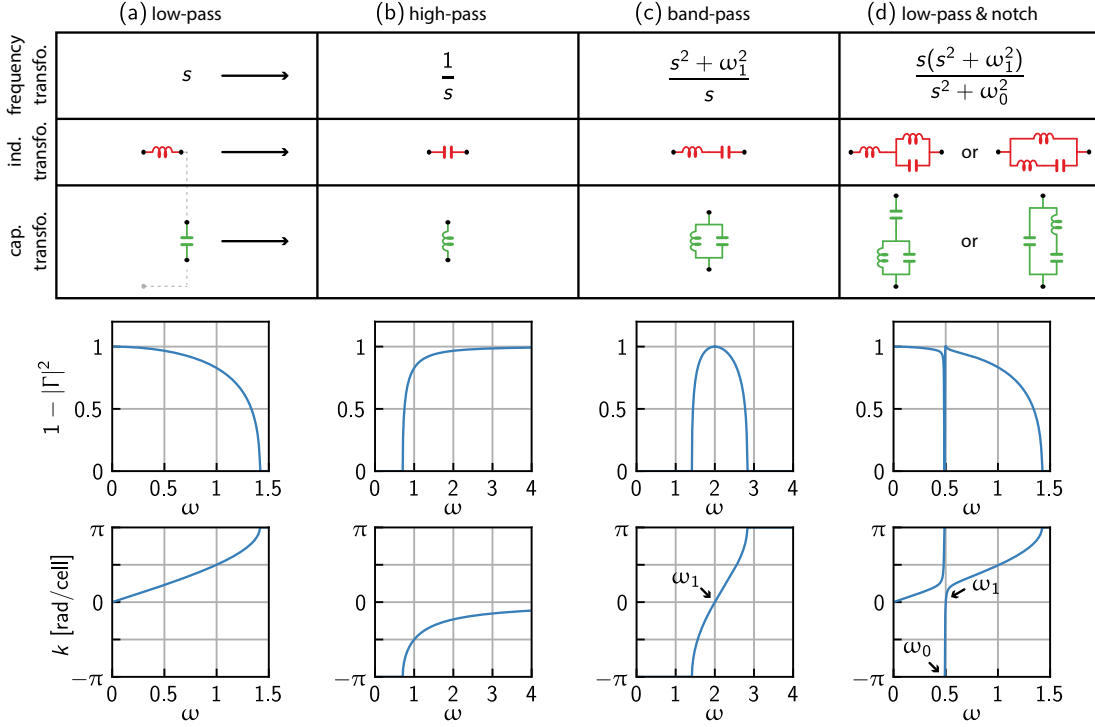 (a) low-pass (b) high-pass (c) band-pass (d) low-pass & notch
frequency transfo.
s
1/s
(s² + ω₁²)/s
s(s² + ω₁²)/(s² + ω₀²)
ind. transfo.
or
cap. transfo.
or
1 − |Γ|²
1
0.5
0
0 0.5 1 1.5
ω
1
0.5
0
0 1 2 3 4
ω
1
0.5
0
0 1 2 3 4
ω
1
0.5
0
0 0.5 1 1.5
ω
k [rad/cell]
π
0
−π
0 0.5 1 1.5
ω
π
0
−π
0 1 2 3 4
ω
π
0
−π
ω₁
0 1 2 3 4
ω
π
0
−π
ω₁
ω₀
0 0.5 1 1.5
ω